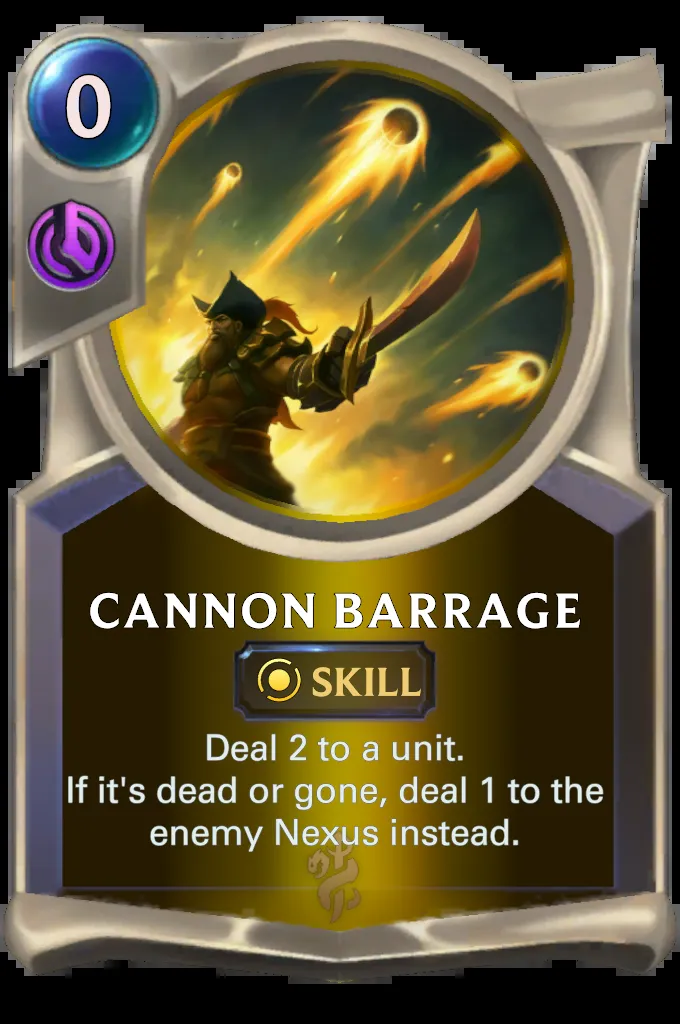 0
CANNON BARRAGE
SKILL
Deal 2 to a unit.
If it's dead or gone, deal 1 to the
enemy Nexus instead.